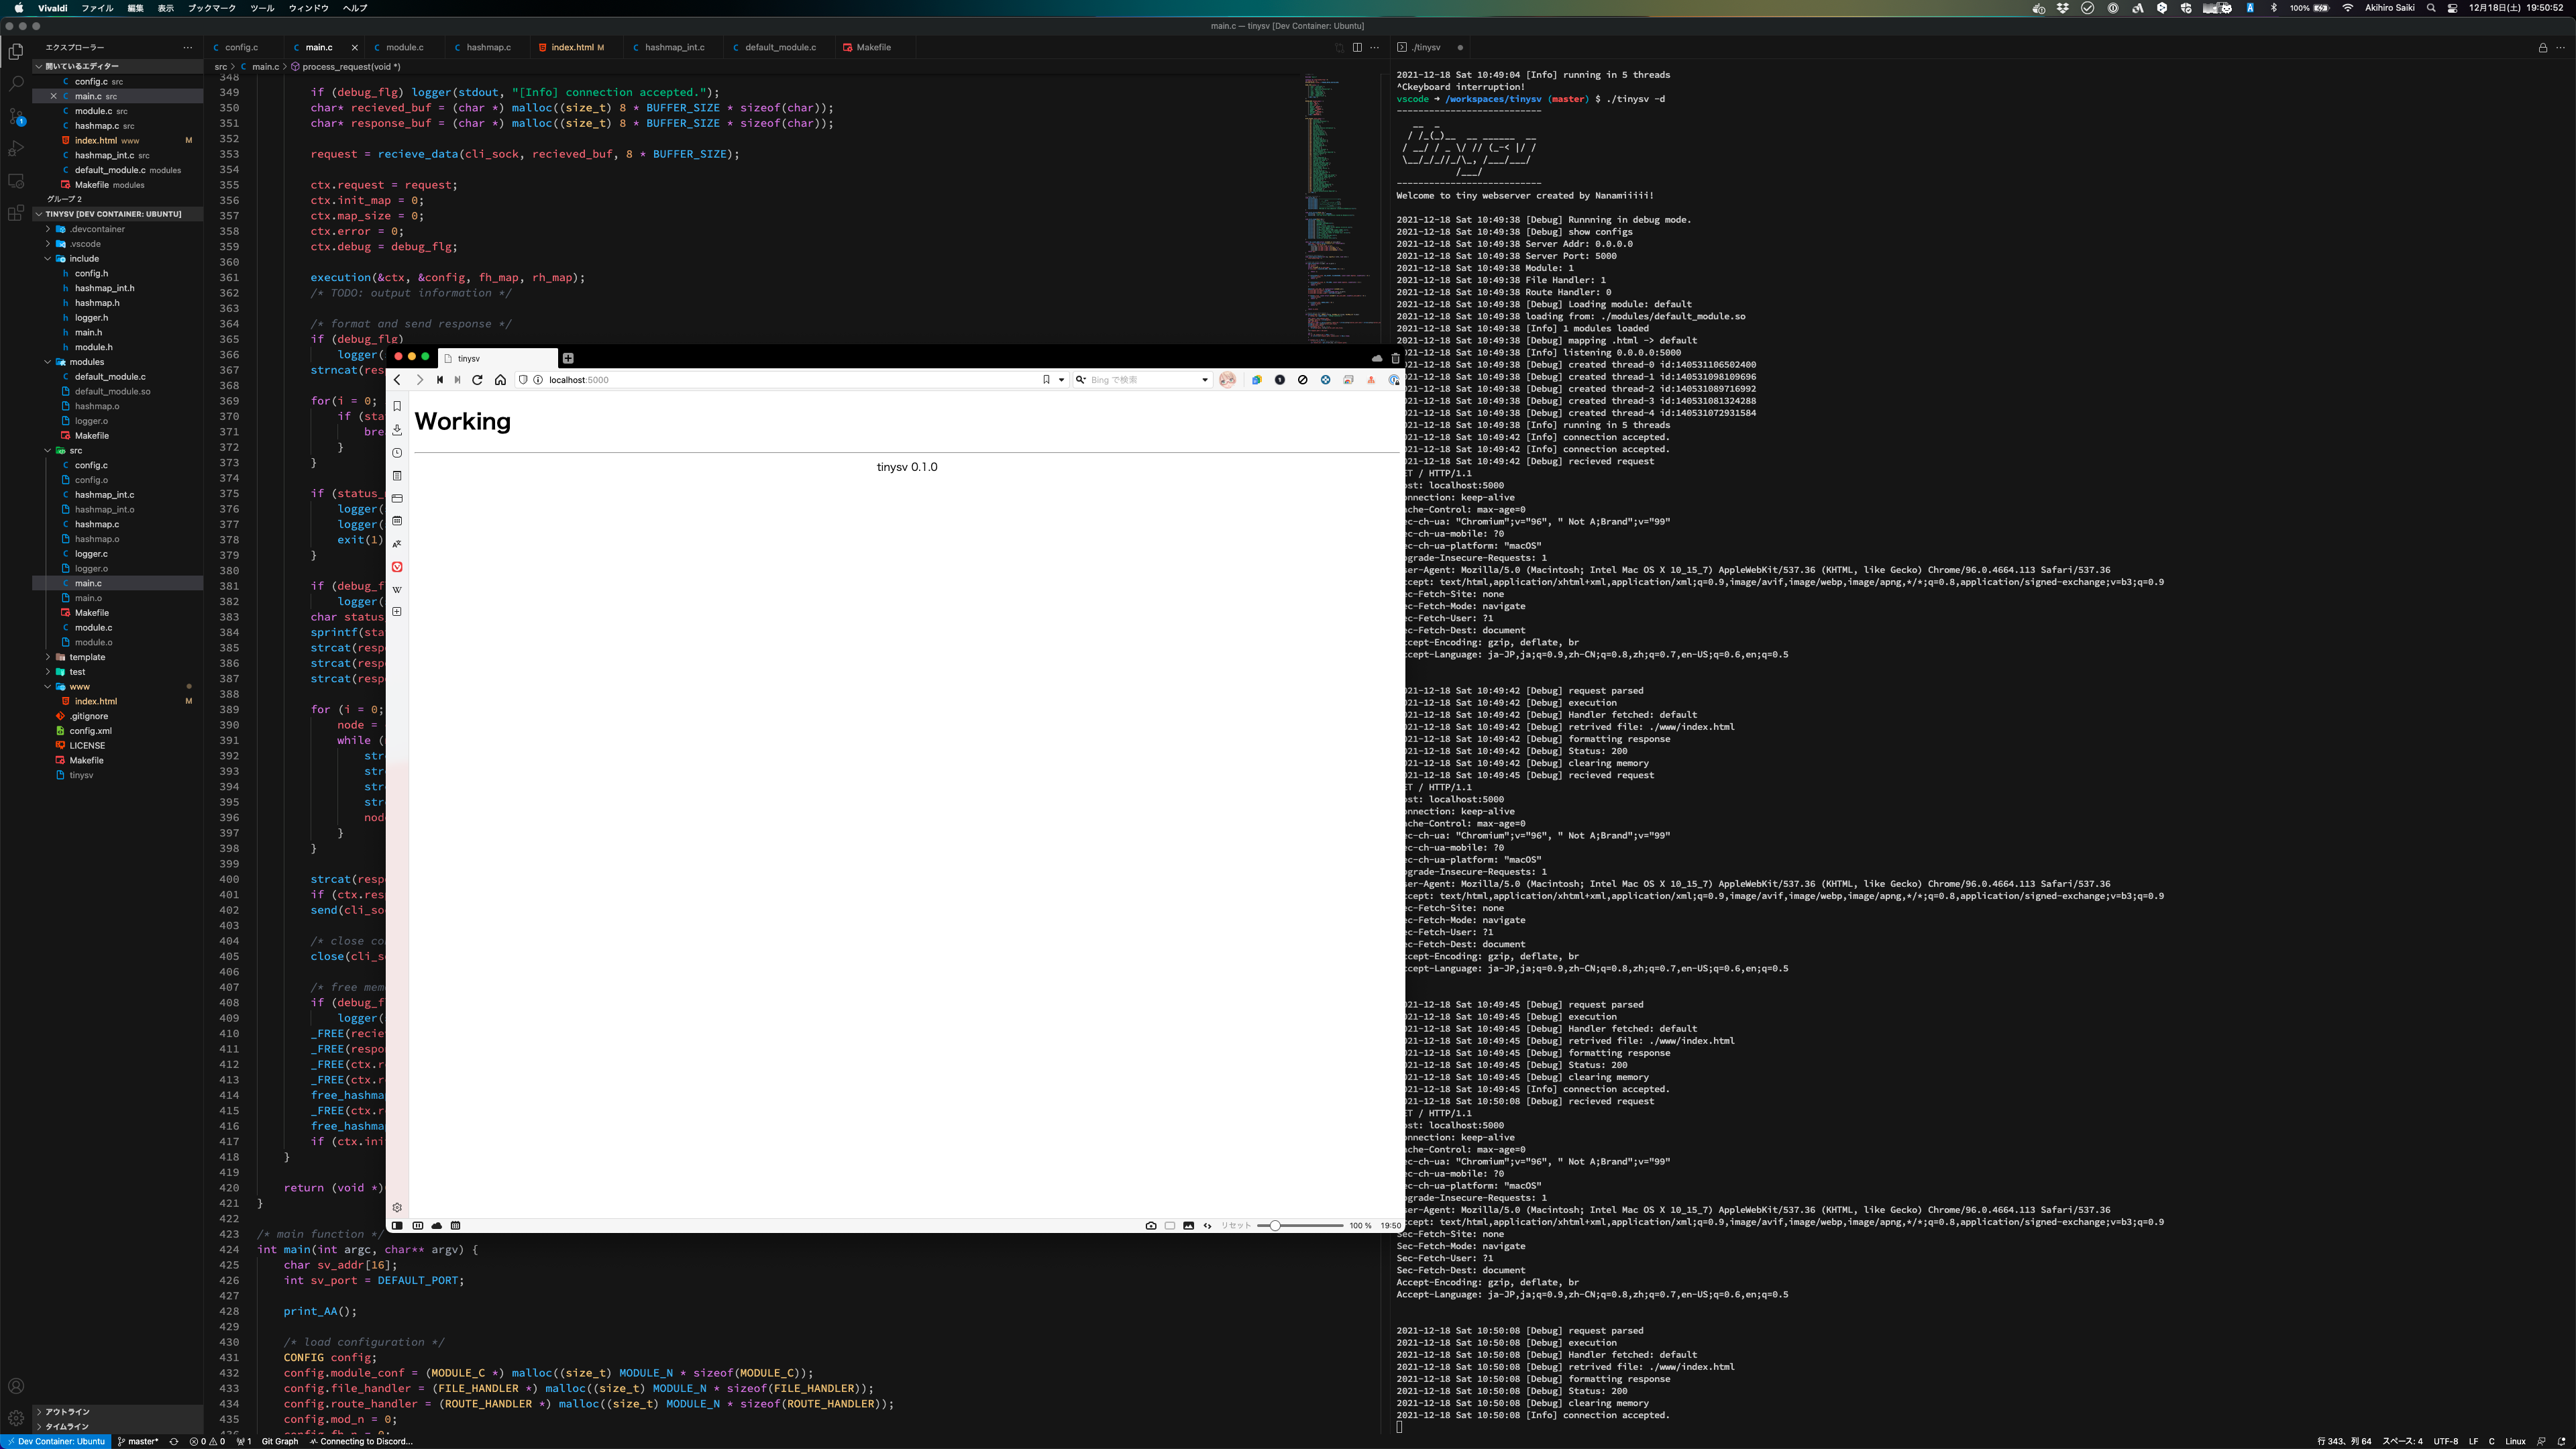 Vivaldi ファイル 編集 表示 ブックマーク ツール ウィンドウ ヘルプ
100% Akihiro Saiki 12月18日(土) 19:50:52
main.c — tinysv [Dev Container: Ubuntu]
エクスプローラー
開いているエディター
config.c src
main.c src
module.c src
hashmap.c src
index.html www M
hashmap_int.c src
default_module.c modules
Makefile modules
グループ 2
TINYSV [DEV CONTAINER: UBUNTU]
.devcontainer
.vscode
include
config.h
hashmap_int.h
hashmap.h
logger.h
main.h
module.h
modules
default_module.c
default_module.so
hashmap.o
logger.o
Makefile
src
config.c
config.o
hashmap_int.c
hashmap_int.o
hashmap.c
hashmap.o
logger.c
logger.o
main.c
main.o
Makefile
module.c
module.o
template
test
www
index.html M
.gitignore
config.xml
LICENSE
Makefile
tinysv
アウトライン
タイムライン
config.c main.c module.c hashmap.c index.html M hashmap_int.c default_module.c Makefile
src > main.c > process_request(void *)
348
349 if (debug_flg) logger(stdout, "[Info] connection accepted.");
350 char* recieved_buf = (char *) malloc((size_t) 8 * BUFFER_SIZE * sizeof(char));
351 char* response_buf = (char *) malloc((size_t) 8 * BUFFER_SIZE * sizeof(char));
352
353 request = recieve_data(cli_sock, recieved_buf, 8 * BUFFER_SIZE);
354
355 ctx.request = request;
356 ctx.init_map = 0;
357 ctx.map_size = 0;
358 ctx.error = 0;
359 ctx.debug = debug_flg;
360
361 execution(&ctx, &config, fh_map, rh_map);
362 /* TODO: output information */
363
364 /* format and send response */
365 if (debug_flg)
366 logger(
367 strncat(res
368
369 for(i = 0;
370 if (sta
371 bre
372 }
373 }
374
375 if (status_
376 logger(
377 logger(
378 exit(1)
379 }
380
381 if (debug_f
382 logger(
383 char status
384 sprintf(sta
385 strcat(resp
386 strcat(resp
387 strcat(resp
388
389 for (i = 0;
390 node =
391 while (
392 str
393 str
394 str
395 str
396 nod
397 }
398 }
399
400 strcat(resp
401 if (ctx.res
402 send(cli_so
403
404 /* close co
405 close(cli_s
406
407 /* free mem
408 if (debug_f
409 logger(
410 _FREE(recie
411 _FREE(respo
412 _FREE(ctx.r
413 _FREE(ctx.r
414 free_hashma
415 _FREE(ctx.r
416 free_hashma
417 if (ctx.ini
418 }
419
420 return (void *)
421 }
422
423 /* main function */
424 int main(int argc, char** argv) {
425 char sv_addr[16];
426 int sv_port = DEFAULT_PORT;
427
428 print_AA();
429
430 /* load configuration */
431 CONFIG config;
432 config.module_conf = (MODULE_C *) malloc((size_t) MODULE_N * sizeof(MODULE_C));
433 config.file_handler = (FILE_HANDLER *) malloc((size_t) MODULE_N * sizeof(FILE_HANDLER));
434 config.route_handler = (ROUTE_HANDLER *) malloc((size_t) MODULE_N * sizeof(ROUTE_HANDLER));
435 config.mod_n = 0;
tinysv
localhost:5000
Bing で検索
Working
tinysv 0.1.0
リセット 100 % 19:50
./tinysv
2021-12-18 Sat 10:49:04 [Info] running in 5 threads
^Ckeyboard interruption!
vscode ➜ /workspaces/tinysv (master) $ ./tinysv -d
Welcome to tiny webserver created by Nanamiiiii!
2021-12-18 Sat 10:49:38 [Debug] Runnning in debug mode.
2021-12-18 Sat 10:49:38 [Debug] show configs
2021-12-18 Sat 10:49:38 Server Addr: 0.0.0.0
2021-12-18 Sat 10:49:38 Server Port: 5000
2021-12-18 Sat 10:49:38 Module: 1
2021-12-18 Sat 10:49:38 File Handler: 1
2021-12-18 Sat 10:49:38 Route Handler: 0
2021-12-18 Sat 10:49:38 [Debug] Loading module: default
2021-12-18 Sat 10:49:38 loading from: ./modules/default_module.so
2021-12-18 Sat 10:49:38 [Info] 1 modules loaded
2021-12-18 Sat 10:49:38 [Debug] mapping .html -> default
2021-12-18 Sat 10:49:38 [Info] listening 0.0.0.0:5000
2021-12-18 Sat 10:49:38 [Debug] created thread-0 id:140531106502400
21-12-18 Sat 10:49:38 [Debug] created thread-1 id:140531098109696
21-12-18 Sat 10:49:38 [Debug] created thread-2 id:140531089716992
21-12-18 Sat 10:49:38 [Debug] created thread-3 id:140531081324288
21-12-18 Sat 10:49:38 [Debug] created thread-4 id:140531072931584
21-12-18 Sat 10:49:38 [Info] running in 5 threads
21-12-18 Sat 10:49:42 [Info] connection accepted.
21-12-18 Sat 10:49:42 [Info] connection accepted.
21-12-18 Sat 10:49:42 [Debug] recieved request
ET / HTTP/1.1
ost: localhost:5000
onnection: keep-alive
ache-Control: max-age=0
ec-ch-ua: "Chromium";v="96", " Not A;Brand";v="99"
ec-ch-ua-mobile: ?0
ec-ch-ua-platform: "macOS"
pgrade-Insecure-Requests: 1
ser-Agent: Mozilla/5.0 (Macintosh; Intel Mac OS X 10_15_7) AppleWebKit/537.36 (KHTML, like Gecko) Chrome/96.0.4664.113 Safari/537.36
ccept: text/html,application/xhtml+xml,application/xml;q=0.9,image/avif,image/webp,image/apng,*/*;q=0.8,application/signed-exchange;v=b3;q=0.9
ec-Fetch-Site: none
ec-Fetch-Mode: navigate
ec-Fetch-User: ?1
ec-Fetch-Dest: document
ccept-Encoding: gzip, deflate, br
ccept-Language: ja-JP,ja;q=0.9,zh-CN;q=0.8,zh;q=0.7,en-US;q=0.6,en;q=0.5
21-12-18 Sat 10:49:42 [Debug] request parsed
21-12-18 Sat 10:49:42 [Debug] execution
21-12-18 Sat 10:49:42 [Debug] Handler fetched: default
21-12-18 Sat 10:49:42 [Debug] retrived file: ./www/index.html
21-12-18 Sat 10:49:42 [Debug] formatting response
21-12-18 Sat 10:49:42 [Debug] Status: 200
21-12-18 Sat 10:49:42 [Debug] clearing memory
21-12-18 Sat 10:49:45 [Debug] recieved request
ET / HTTP/1.1
ost: localhost:5000
onnection: keep-alive
ache-Control: max-age=0
ec-ch-ua: "Chromium";v="96", " Not A;Brand";v="99"
ec-ch-ua-mobile: ?0
ec-ch-ua-platform: "macOS"
pgrade-Insecure-Requests: 1
ser-Agent: Mozilla/5.0 (Macintosh; Intel Mac OS X 10_15_7) AppleWebKit/537.36 (KHTML, like Gecko) Chrome/96.0.4664.113 Safari/537.36
ccept: text/html,application/xhtml+xml,application/xml;q=0.9,image/avif,image/webp,image/apng,*/*;q=0.8,application/signed-exchange;v=b3;q=0.9
ec-Fetch-Site: none
ec-Fetch-Mode: navigate
ec-Fetch-User: ?1
ec-Fetch-Dest: document
ccept-Encoding: gzip, deflate, br
ccept-Language: ja-JP,ja;q=0.9,zh-CN;q=0.8,zh;q=0.7,en-US;q=0.6,en;q=0.5
21-12-18 Sat 10:49:45 [Debug] request parsed
21-12-18 Sat 10:49:45 [Debug] execution
21-12-18 Sat 10:49:45 [Debug] Handler fetched: default
21-12-18 Sat 10:49:45 [Debug] retrived file: ./www/index.html
21-12-18 Sat 10:49:45 [Debug] formatting response
21-12-18 Sat 10:49:45 [Debug] Status: 200
21-12-18 Sat 10:49:45 [Debug] clearing memory
21-12-18 Sat 10:49:45 [Info] connection accepted.
21-12-18 Sat 10:50:08 [Debug] recieved request
ET / HTTP/1.1
ost: localhost:5000
onnection: keep-alive
ache-Control: max-age=0
ec-ch-ua: "Chromium";v="96", " Not A;Brand";v="99"
ec-ch-ua-mobile: ?0
ec-ch-ua-platform: "macOS"
pgrade-Insecure-Requests: 1
ser-Agent: Mozilla/5.0 (Macintosh; Intel Mac OS X 10_15_7) AppleWebKit/537.36 (KHTML, like Gecko) Chrome/96.0.4664.113 Safari/537.36
ccept: text/html,application/xhtml+xml,application/xml;q=0.9,image/avif,image/webp,image/apng,*/*;q=0.8,application/signed-exchange;v=b3;q=0.9
Sec-Fetch-Site: none
Sec-Fetch-Mode: navigate
Sec-Fetch-User: ?1
Sec-Fetch-Dest: document
Accept-Encoding: gzip, deflate, br
Accept-Language: ja-JP,ja;q=0.9,zh-CN;q=0.8,zh;q=0.7,en-US;q=0.6,en;q=0.5
2021-12-18 Sat 10:50:08 [Debug] request parsed
2021-12-18 Sat 10:50:08 [Debug] execution
2021-12-18 Sat 10:50:08 [Debug] Handler fetched: default
2021-12-18 Sat 10:50:08 [Debug] retrived file: ./www/index.html
2021-12-18 Sat 10:50:08 [Debug] formatting response
2021-12-18 Sat 10:50:08 [Debug] Status: 200
2021-12-18 Sat 10:50:08 [Debug] clearing memory
2021-12-18 Sat 10:50:08 [Info] connection accepted.
Dev Container: Ubuntu master* 0 0 1 Git Graph Connecting to Discord...
行 343、列 64 スペース: 4 UTF-8 LF C Linux